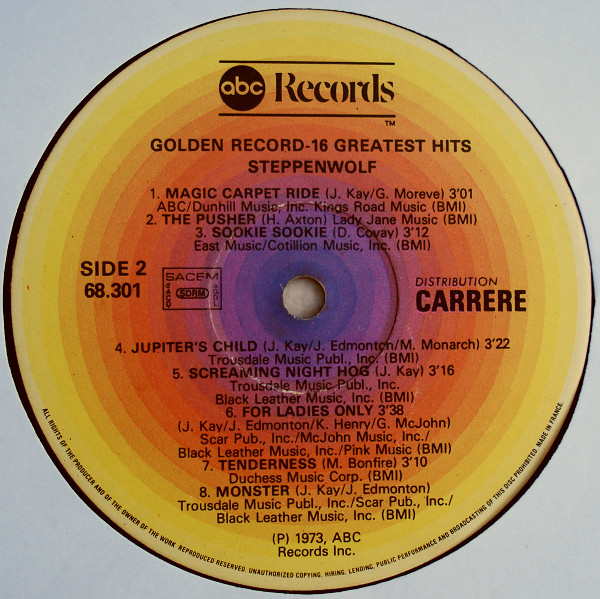 abc Records
TM
GOLDEN RECORD-16 GREATEST HITS
STEPPENWOLF
1. MAGIC CARPET RIDE (J. Kay/G. Moreve) 3'01
ABC/Dunhill Music, Inc. Kings Road Music (BMI)
2. THE PUSHER (H. Axton) Lady Jane Music (BMI)
3. SOOKIE SOOKIE (D. Covay) 3'12
East Music/Cotillion Music, Inc. (BMI)
SIDE 2
68.301
SACEM
SDRM
SACD
SGDL
DISTRIBUTION
CARRERE
4. JUPITER'S CHILD (J. Kay/J. Edmonton/M. Monarch) 3'22
Trousdale Music Publ., Inc. (BMI)
5. SCREAMING NIGHT HOG (J. Kay) 3'16
Trousdale Music Publ., Inc.
Black Leather Music, Inc. (BMI)
6. FOR LADIES ONLY 3'38
(J. Kay/J. Edmonton/K. Henry/G. McJohn)
Scar Pub., Inc./McJohn Music, Inc./
Black Leather Music, Inc./Pink Music (BMI)
7. TENDERNESS (M. Bonfire) 3'10
Duchess Music Corp. (BMI)
8. MONSTER (J. Kay/J. Edmonton)
Trousdale Music Publ., Inc./Scar Pub., Inc./
Black Leather Music, Inc. (BMI)
(P) 1973, ABC
Records Inc.
ALL RIGHTS OF THE PRODUCER AND OF THE OWNER OF THE WORK REPRODUCED RESERVED. UNAUTHORIZED COPYING, HIRING, LENDING, PUBLIC PERFORMANCE AND BROADCASTING OF THIS DISC PROHIBITED. MADE IN FRANCE.